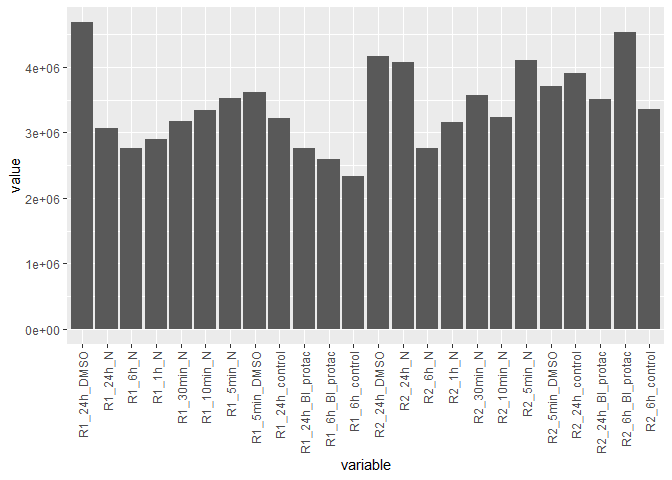 4e+06
3e+06
2e+06
1e+06
0e+00
value
R1_24h_DMSO
R1_24h_N
R1_6h_N
R1_1h_N
R1_30min_N
R1_10min_N
R1_5min_N
R1_5min_DMSO
R1_24h_control
R1_24h_BI_protac
R1_6h_BI_protac
R1_6h_control
R2_24h_DMSO
R2_24h_N
R2_6h_N
R2_1h_N
R2_30min_N
R2_10min_N
R2_5min_N
R2_5min_DMSO
R2_24h_control
R2_24h_BI_protac
R2_6h_BI_protac
R2_6h_control
variable